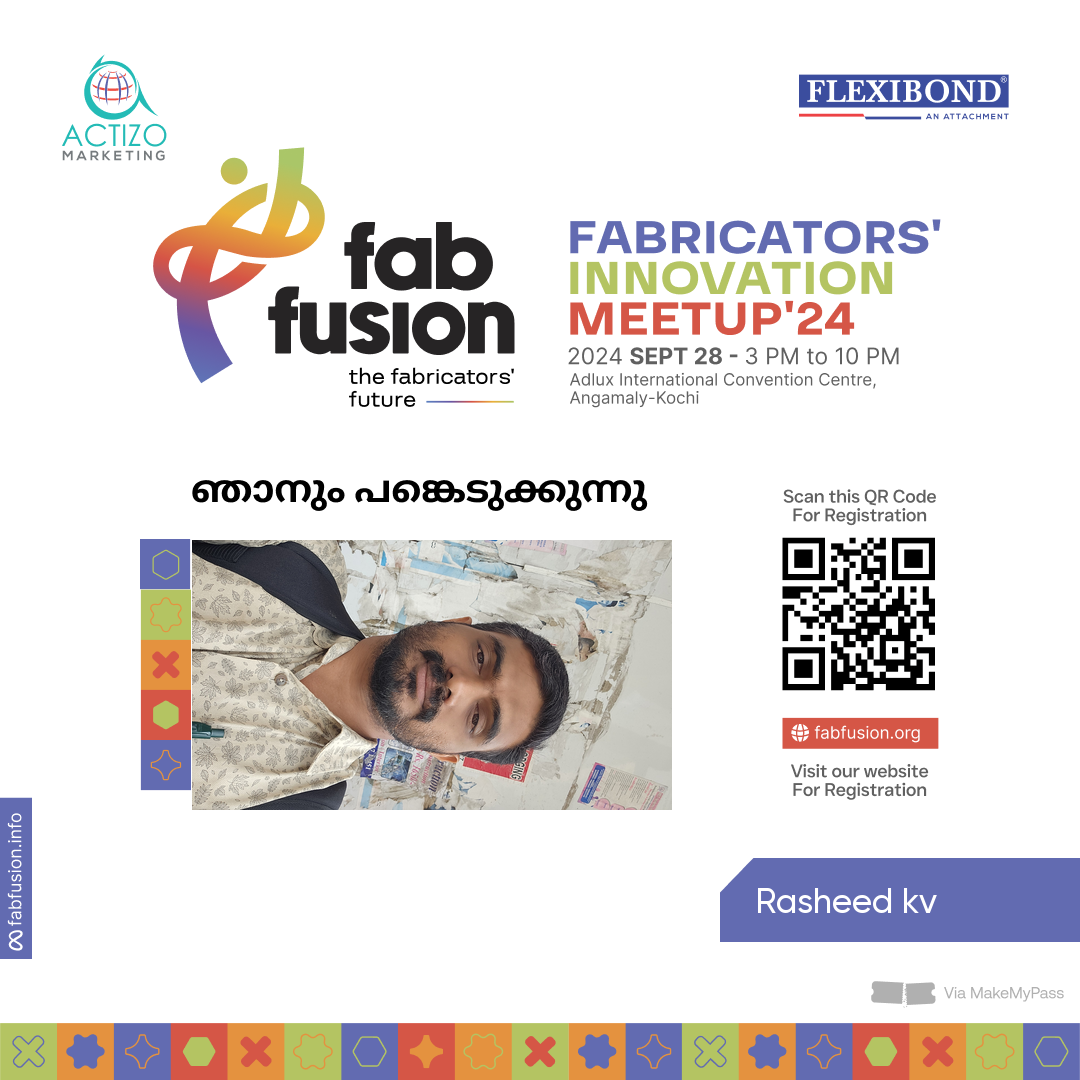 ACTIZO
MARKETING
FLEXIBOND®
AN ATTACHMENT
fab
fusion
the fabricators'
future
FABRICATORS'
INNOVATION
MEETUP'24
2024 SEPT 28 - 3 PM to 10 PM
Adlux International Convention Centre,
Angamaly-Kochi
ഞാനും പങ്കെടുക്കുന്നു
Scan this QR Code
For Registration
fabfusion.org
Visit our website
For Registration
fabfusion.info
Rasheed kv
Via MakeMyPass